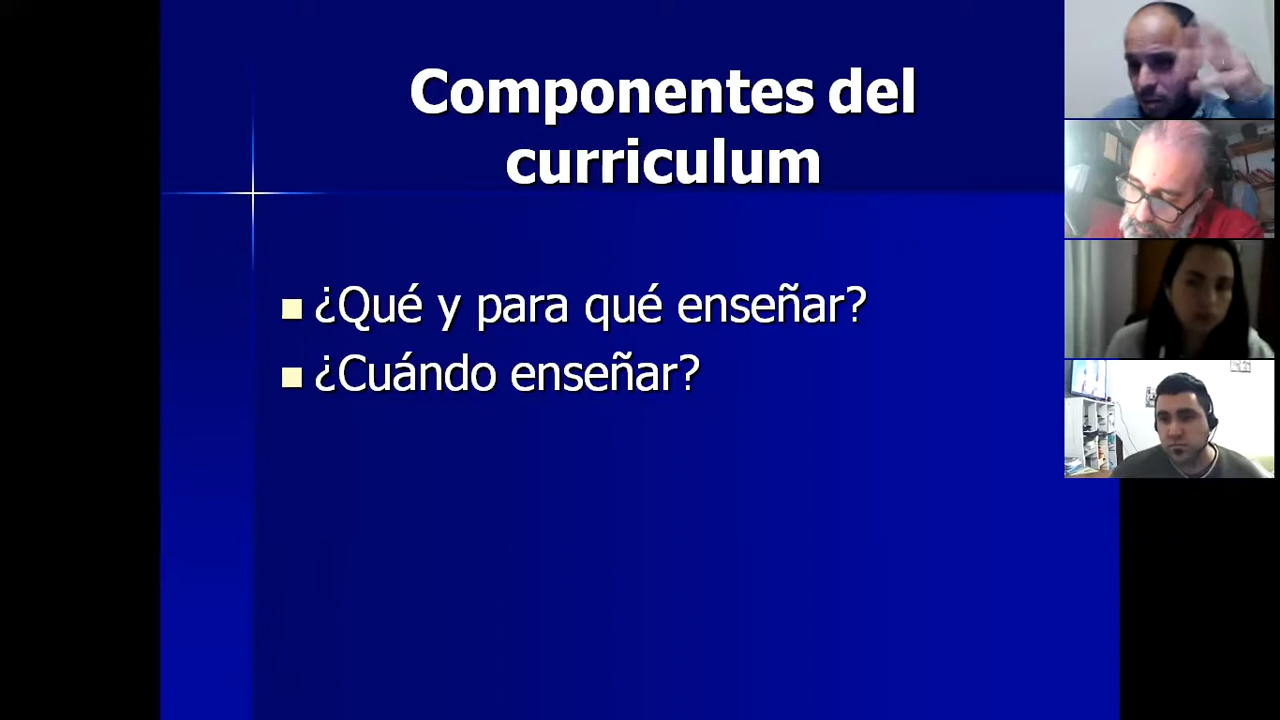 Componentes del
curriculum
¿Qué y para qué enseñar?
¿Cuándo enseñar?